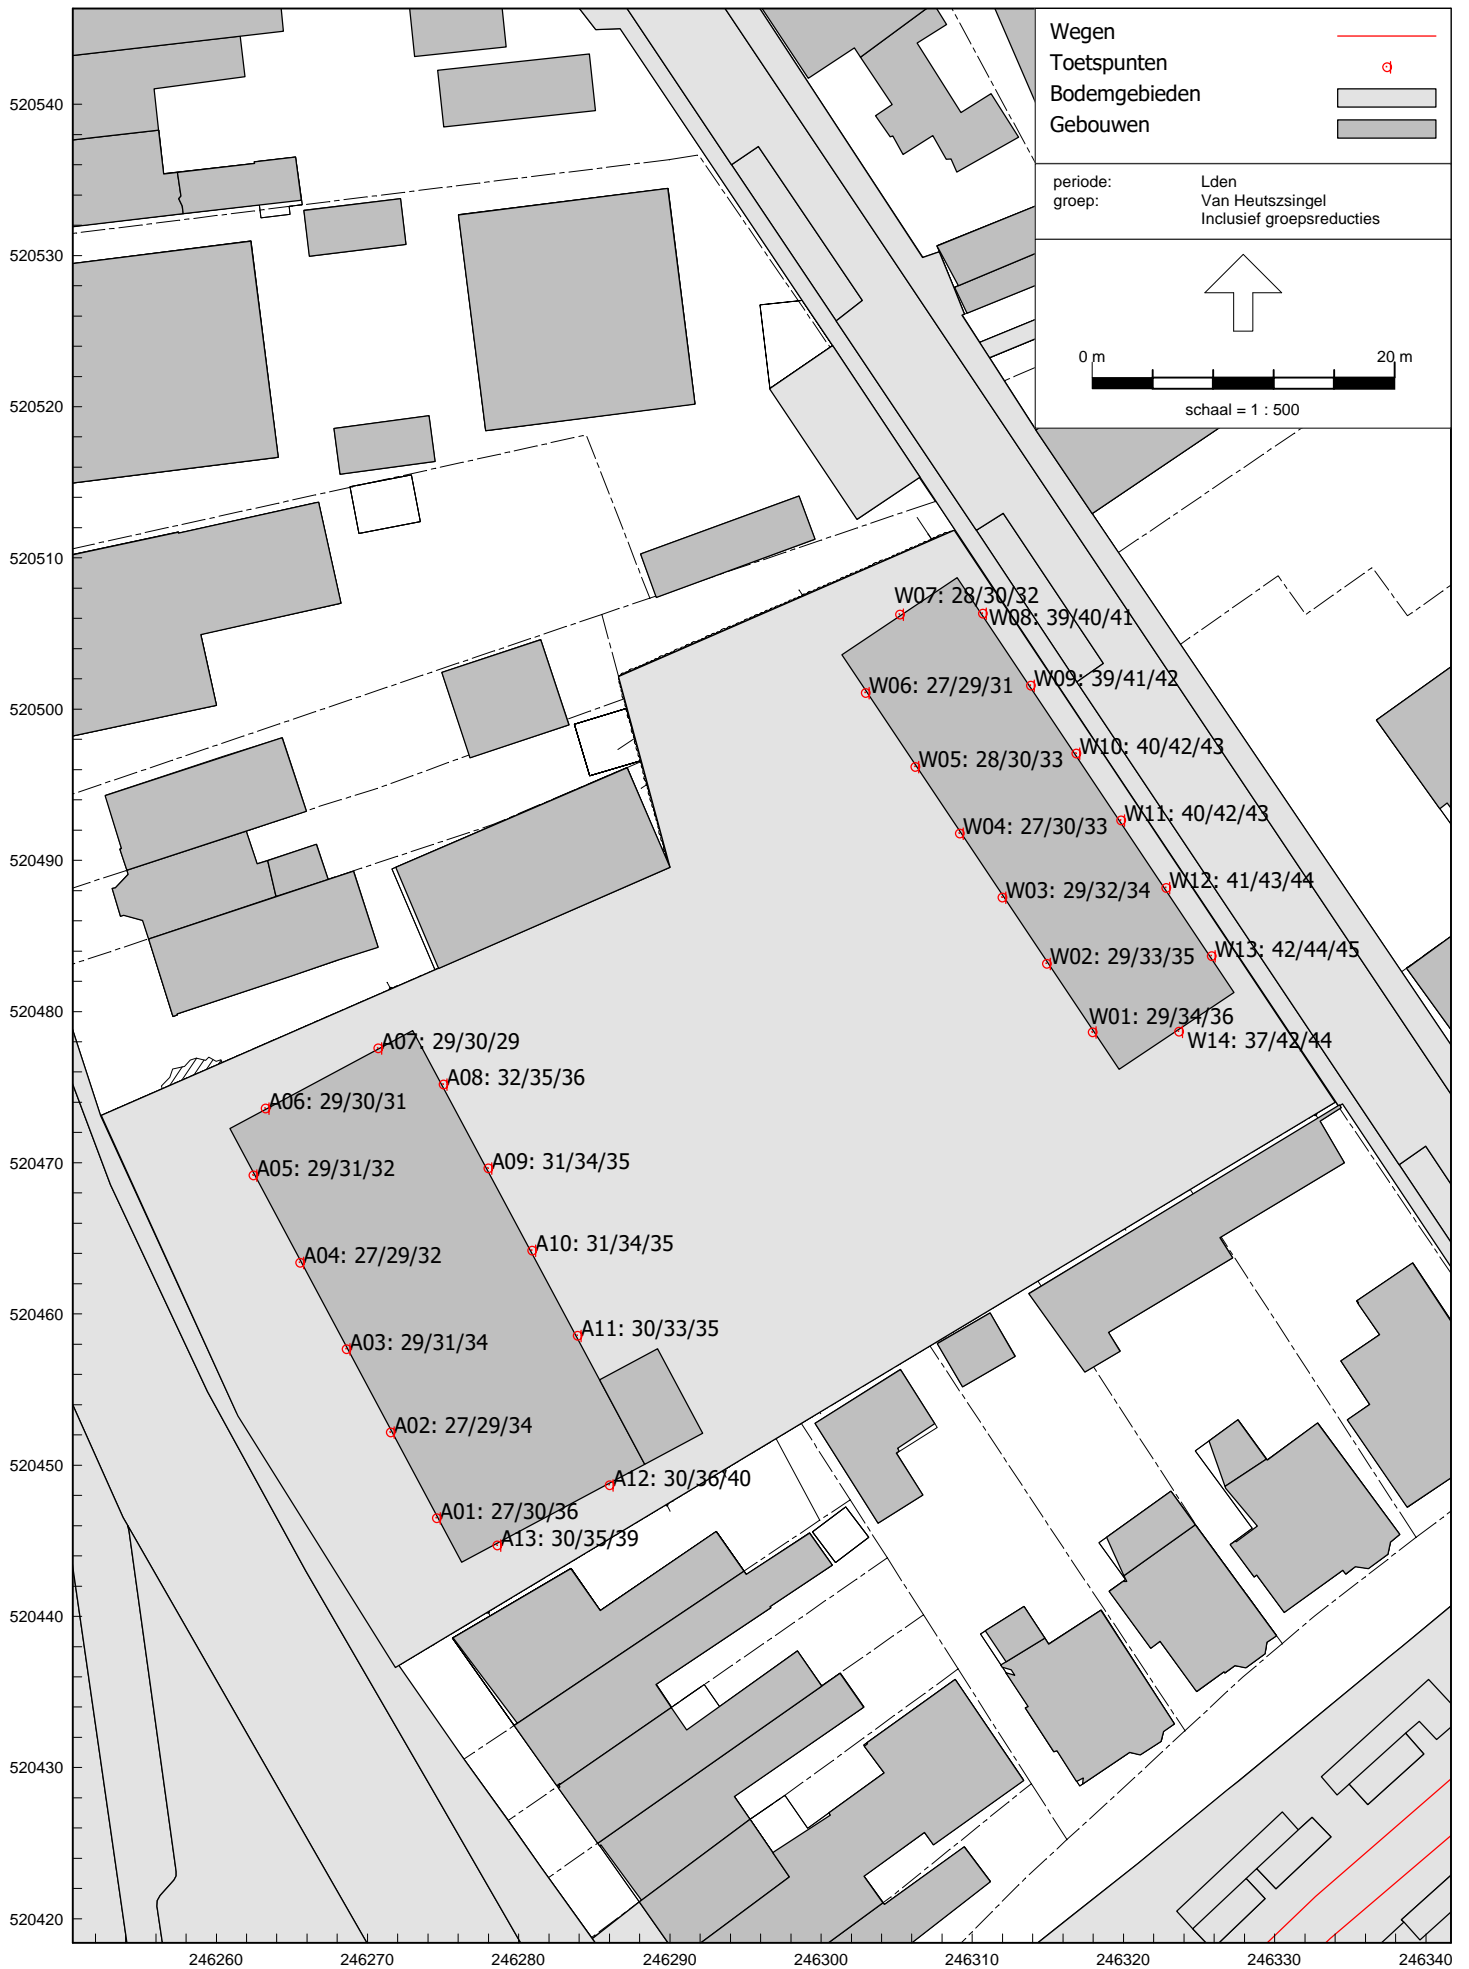 Wegen
Toetspunten
Bodemgebieden
Gebouwen
periode: Lden
groep: Van Heutszsingel
Inclusief groepsreducties
0 m 20 m
schaal = 1 : 500
520540
520530
520520
520510
520500
520490
520480
520470
520460
520450
520440
520430
520420
W07: 28/30/32
W08: 39/40/41
W06: 27/29/31
W09: 39/41/42
W05: 28/30/33
W10: 40/42/43
W04: 27/30/33
W11: 40/42/43
W03: 29/32/34
W12: 41/43/44
W02: 29/33/35
W13: 42/44/45
W01: 29/34/36
W14: 37/42/44
A07: 29/30/29
A08: 32/35/36
A06: 29/30/31
A05: 29/31/32
A09: 31/34/35
A04: 27/29/32
A10: 31/34/35
A03: 29/31/34
A11: 30/33/35
A02: 27/29/34
A12: 30/36/40
A01: 27/30/36
A13: 30/35/39
246260 246270 246280 246290 246300 246310 246320 246330 246340